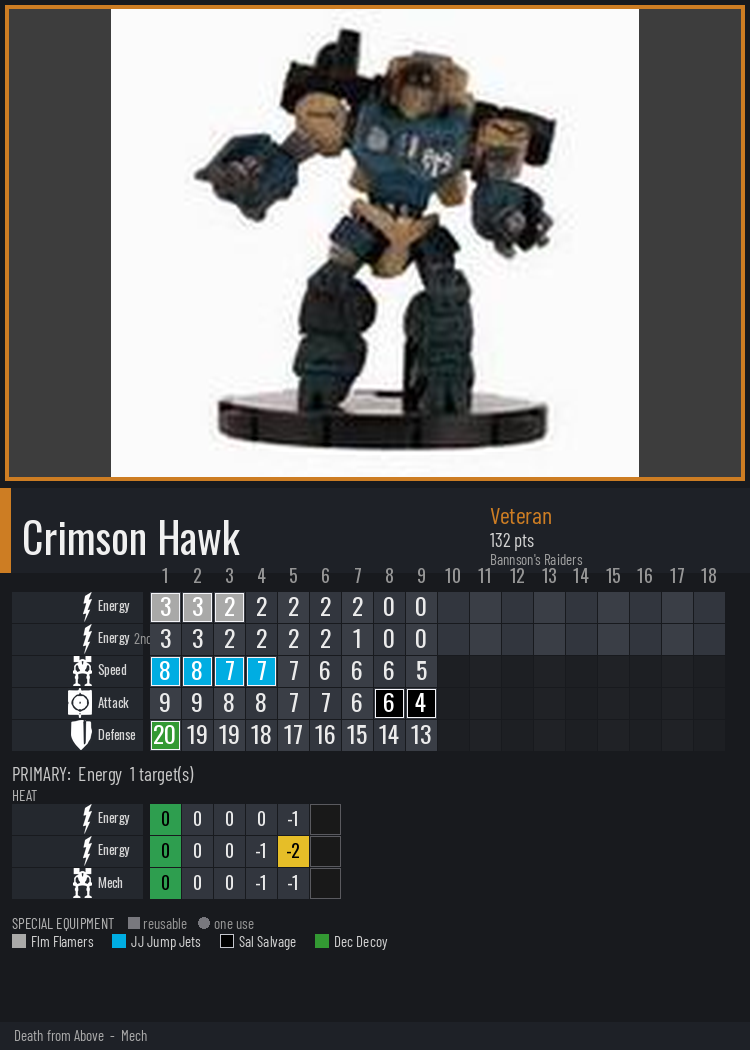 Crimson Hawk
Veteran
132 pts
Bannson's Raiders
1 2 3 4 5 6 7 8 9 10 11 12 13 14 15 16 17 18
Energy 3 3 2 2 2 2 2 0 0
Energy 2nd 3 3 2 2 2 2 1 0 0
Speed 8 8 7 7 7 6 6 6 5
Attack 9 9 8 8 7 7 6 6 4
Defense 20 19 19 18 17 16 15 14 13
PRIMARY: Energy 1 target(s)
HEAT
Energy 0 0 0 0 -1
Energy 0 0 0 -1 -2
Mech 0 0 0 -1 -1
SPECIAL EQUIPMENT reusable one use
Flm Flamers JJ Jump Jets Sal Salvage Dec Decoy
Death from Above - Mech